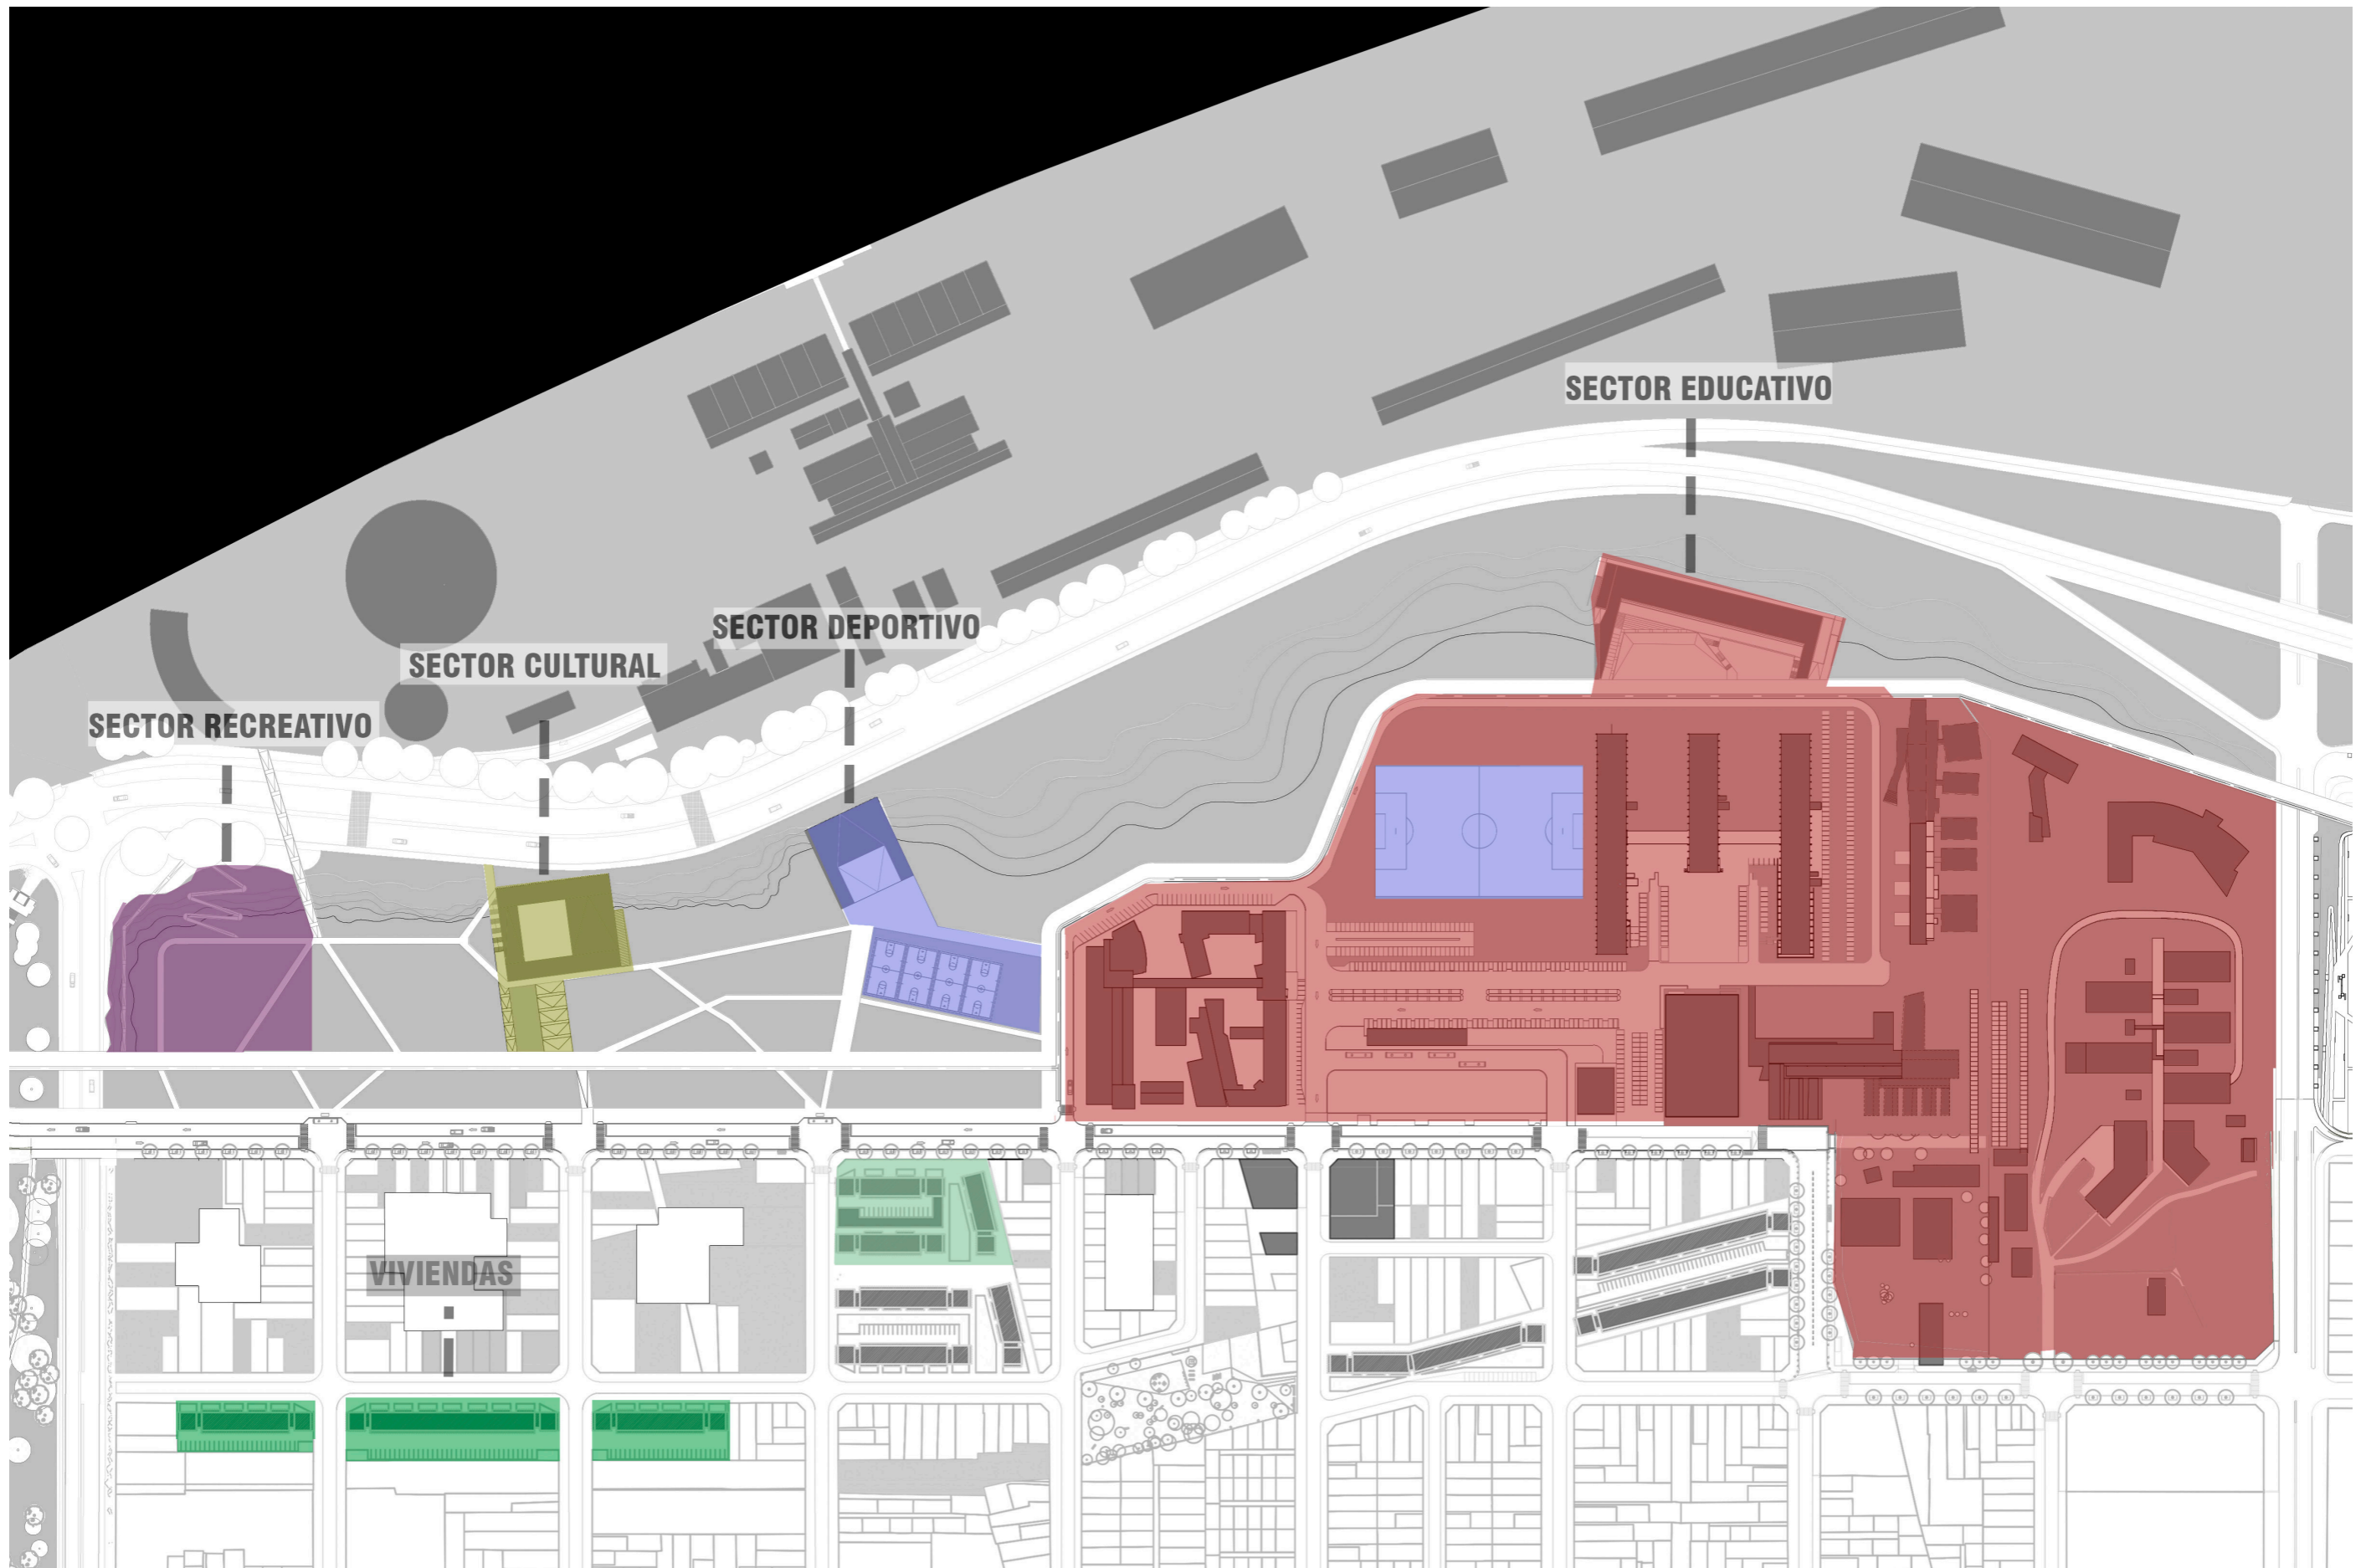 SECTOR EDUCATIVO
SECTOR DEPORTIVO
SECTOR CULTURAL
SECTOR RECREATIVO
VIVIENDAS